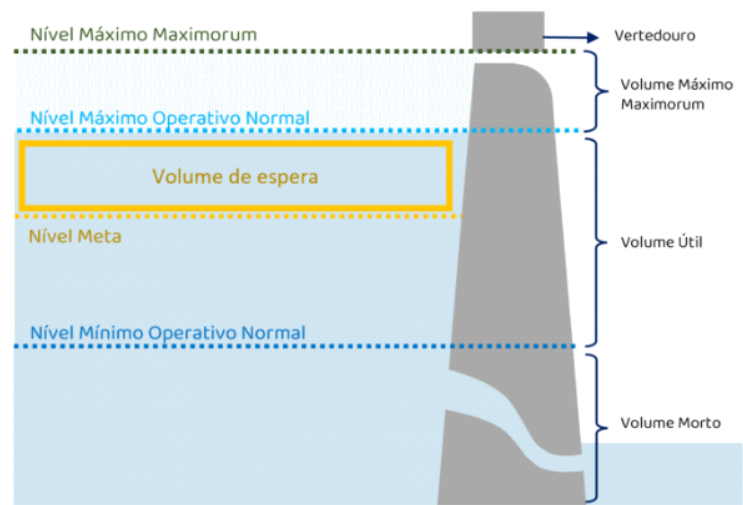 Nível Máximo Maximorum
Vertedouro
Volume Máximo
Maximorum
Nível Máximo Operativo Normal
Volume de espera
Nível Meta
Volume Útil
Nível Mínimo Operativo Normal
Volume Morto